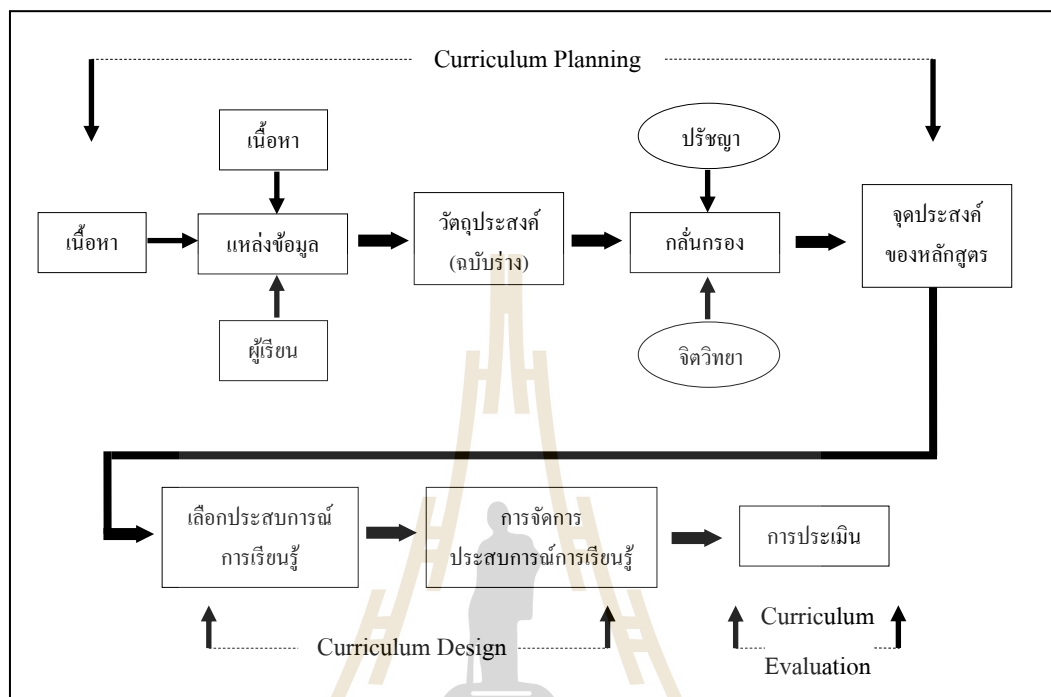 Curriculum Planning
เนื้อหา
ปรัชญา
เนื้อหา
แหล่งข้อมูล
วัตถุประสงค์
(ฉบับร่าง)
กลั่นกรอง
จุดประสงค์
ของหลักสูตร
ผู้เรียน
จิตวิทยา
เลือกประสบการณ์
การเรียนรู้
การจัดการ
ประสบการณ์การเรียนรู้
การประเมิน
Curriculum Design
Curriculum
Evaluation